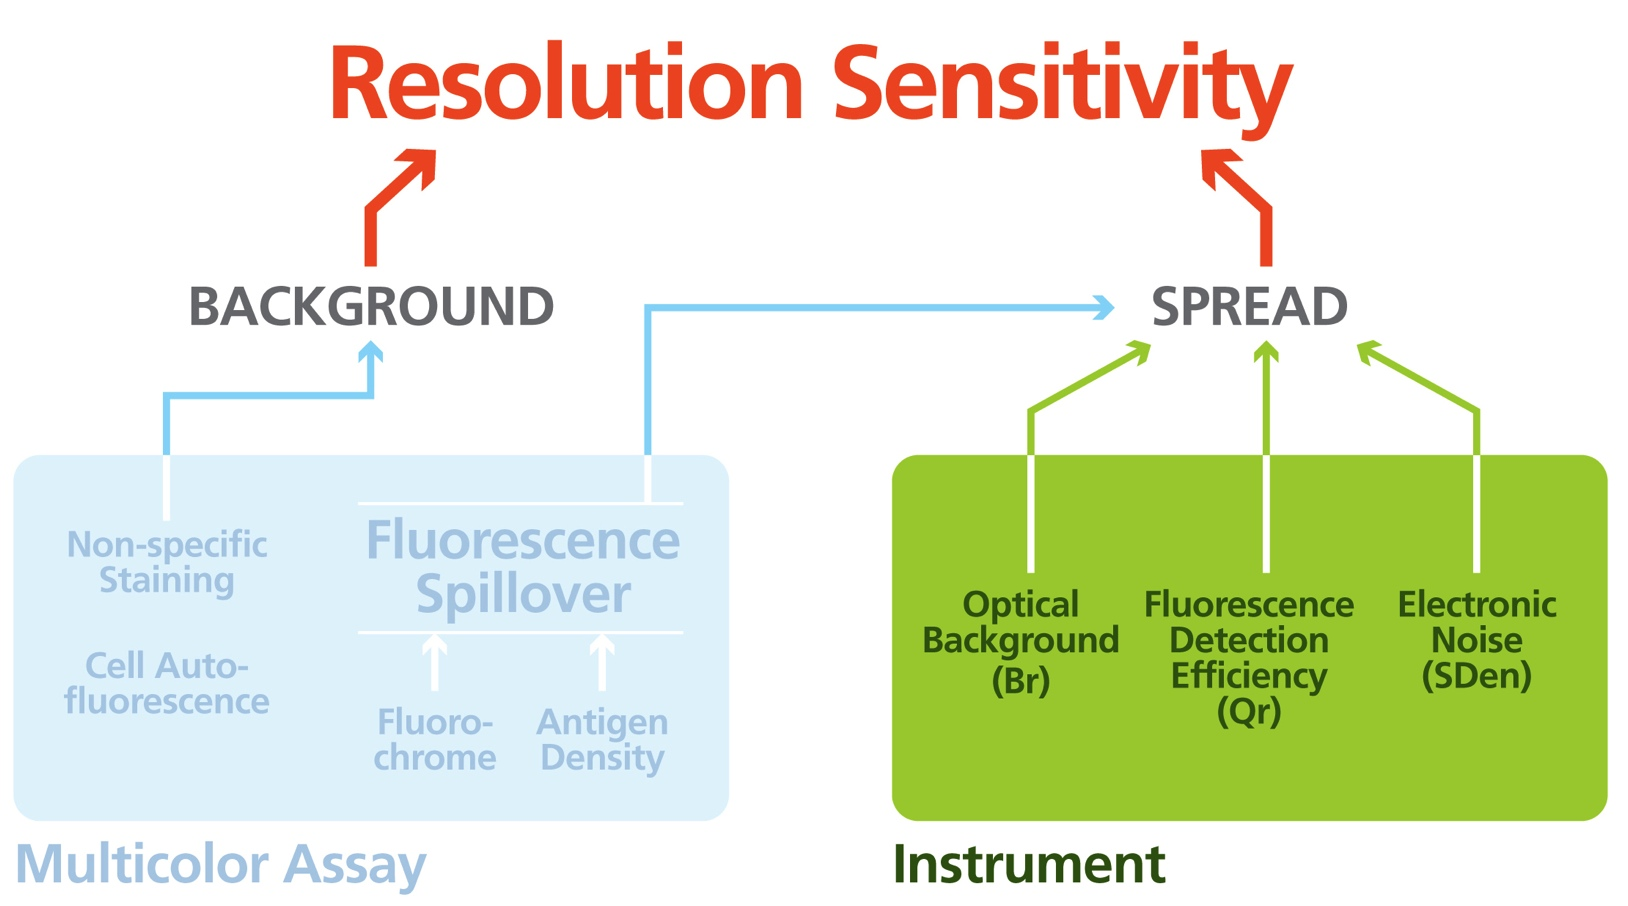 Resolution Sensitivity
BACKGROUND
SPREAD
Non-specific
Staining
Cell Auto-
fluorescence
Fluorescence
Spillover
Fluoro-
chrome
Antigen
Density
Multicolor Assay
Optical
Background
(Br)
Fluorescence
Detection
Efficiency
(Qr)
Electronic
Noise
(SDen)
Instrument